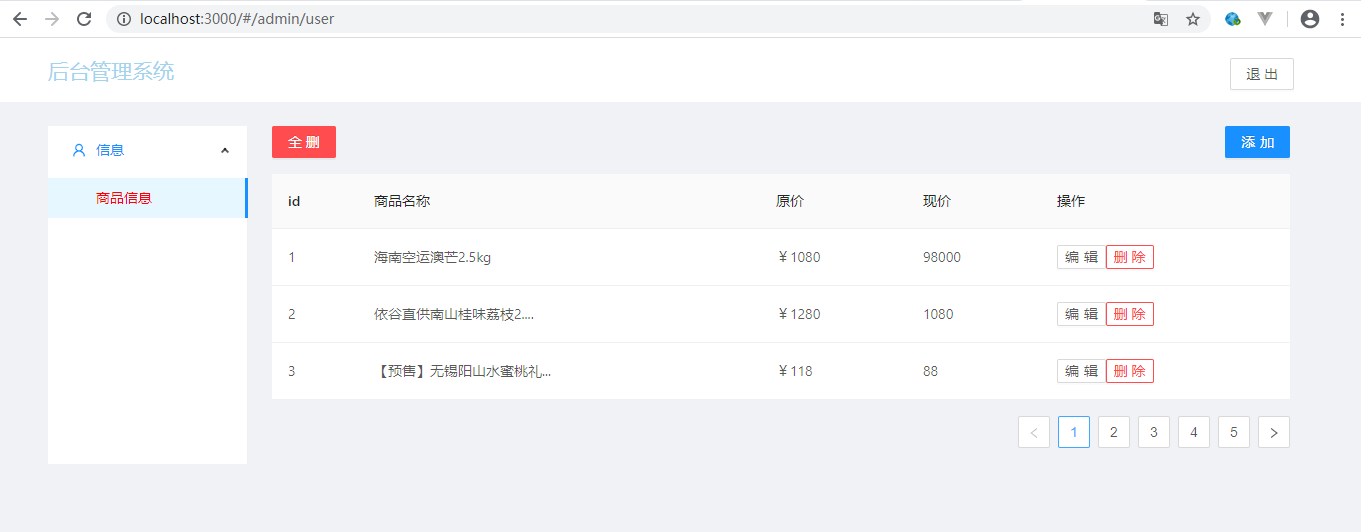 localhost:3000/#/admin/user
后台管理系统
退 出
信息
商品信息
全 删
添 加
id 商品名称 原价 现价 操作
1 海南空运澳芒2.5kg ￥1080 98000 编 辑 删 除
2 依谷直供南山桂味荔枝2.... ￥1280 1080 编 辑 删 除
3 【预售】无锡阳山水蜜桃礼... ￥118 88 编 辑 删 除
1 2 3 4 5